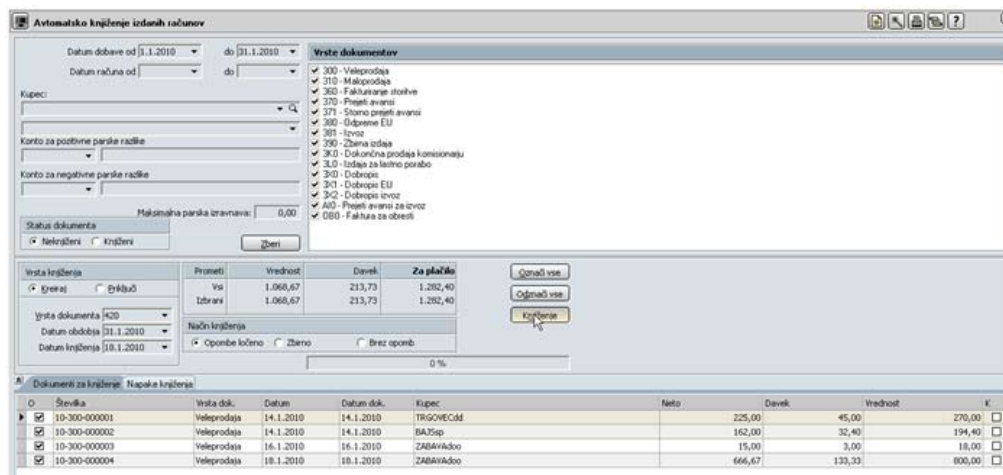 Avtomatsko knjiženje izdanih računov
Datum dobave od 1.1.2010 do 31.1.2010
Datum računa od do
Kupec:
Konto za pozitivne parske razlike
Konto za negativne parske razlike
Maksimalna parska izravnava: 0,00
Status dokumenta
Neknjiženi Knjiženi
Zberi
Vrste dokumentov
300 - Veleprodaja
310 - Maloprodaja
360 - Fakturiranje storitve
370 - Prejeti avansi
371 - Storno prejeti avansi
380 - Odpreme EU
381 - Izvoz
390 - Zbirna izdaja
3K0 - Dokončna prodaja komisionarju
3L0 - Izdaja za lastno porabo
3X0 - Dobropis
3X1 - Dobropis EU
3X2 - Dobropis izvoz
AI0 - Prejeti avansi za izvoz
OB0 - Faktura za obresti
Vrsta knjiženja
Kreiraj Priključi
Vrsta dokumenta 420
Datum obdobja 31.1.2010
Datum knjiženja 18.1.2010
Prometi Vrednost Davek Za plačilo
Vsi 1.068,67 213,73 1.282,40
Izbrani 1.068,67 213,73 1.282,40
Način knjiženja
Opombe ločeno Zbirno Brez opomb
0 %
Označi vse
Odznači vse
Knjiženje
Dokumenti za knjiženje Napake knjiženja
O Številka Vrsta dok. Datum Datum dok. Kupec Neto Davek Vrednost K
10-300-000001 Veleprodaja 14.1.2010 14.1.2010 TRGOVECdd 225,00 45,00 270,00
10-300-000002 Veleprodaja 14.1.2010 14.1.2010 BAJSsp 162,00 32,40 194,40
10-300-000003 Veleprodaja 16.1.2010 16.1.2010 ZABAVAdoo 15,00 3,00 18,00
10-300-000004 Veleprodaja 18.1.2010 18.1.2010 ZABAVAdoo 666,67 133,33 800,00